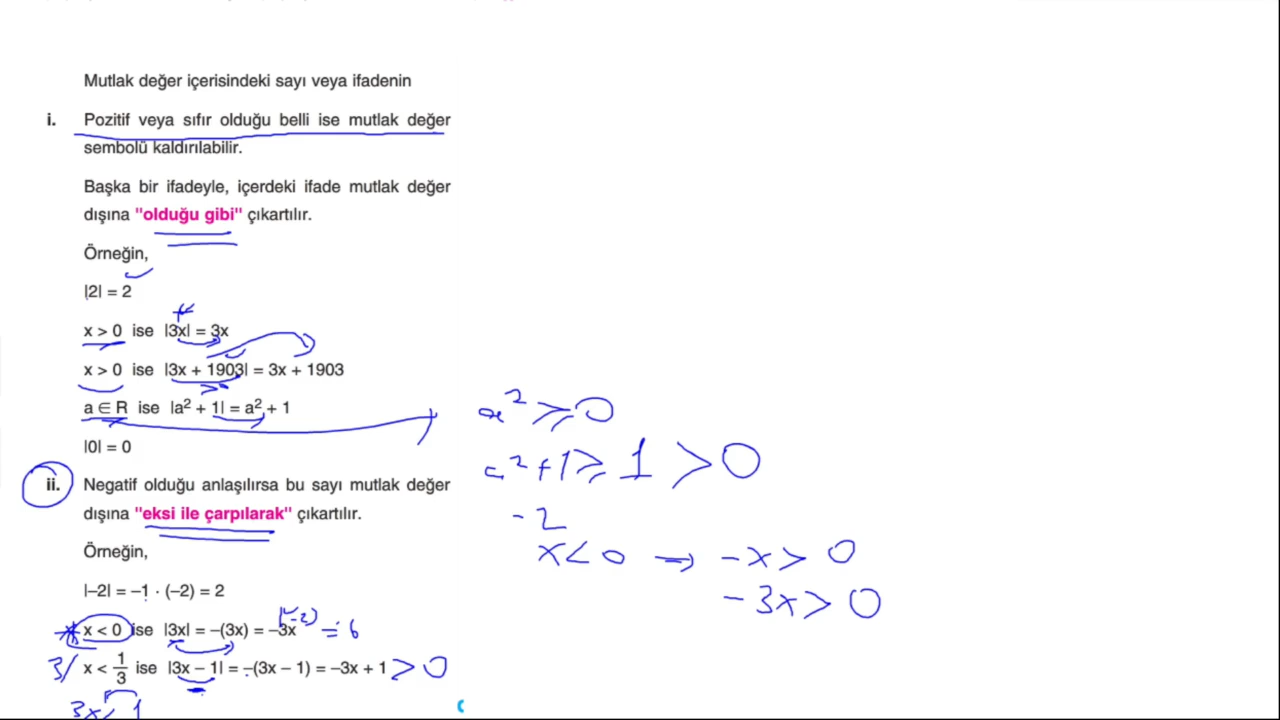 Mutlak değer içerisindeki sayı veya ifadenin
i. Pozitif veya sıfır olduğu belli ise mutlak değer
sembolü kaldırılabilir.
Başka bir ifadeyle, içerdeki ifade mutlak değer
dışına "olduğu gibi" çıkartılır.
Örneğin,
|2| = 2
x > 0 ise |3x| = 3x
x > 0 ise |3x + 1903| = 3x + 1903
a ∈ R ise |a² + 1| = a² + 1
|0| = 0
ii. Negatif olduğu anlaşılırsa bu sayı mutlak değer
dışına "eksi ile çarpılarak" çıkartılır.
Örneğin,
|–2| = –1 · (–2) = 2
x < 0 ise |3x| = –(3x) = –3x (-2) = 6
3/ x < 1/3 ise |3x – 1| = –(3x – 1) = –3x + 1 > 0
3x < 1
a² ≥ 0
a² + 1 ≥ 1 > 0
-2
x < 0 → -x > 0
-3x > 0